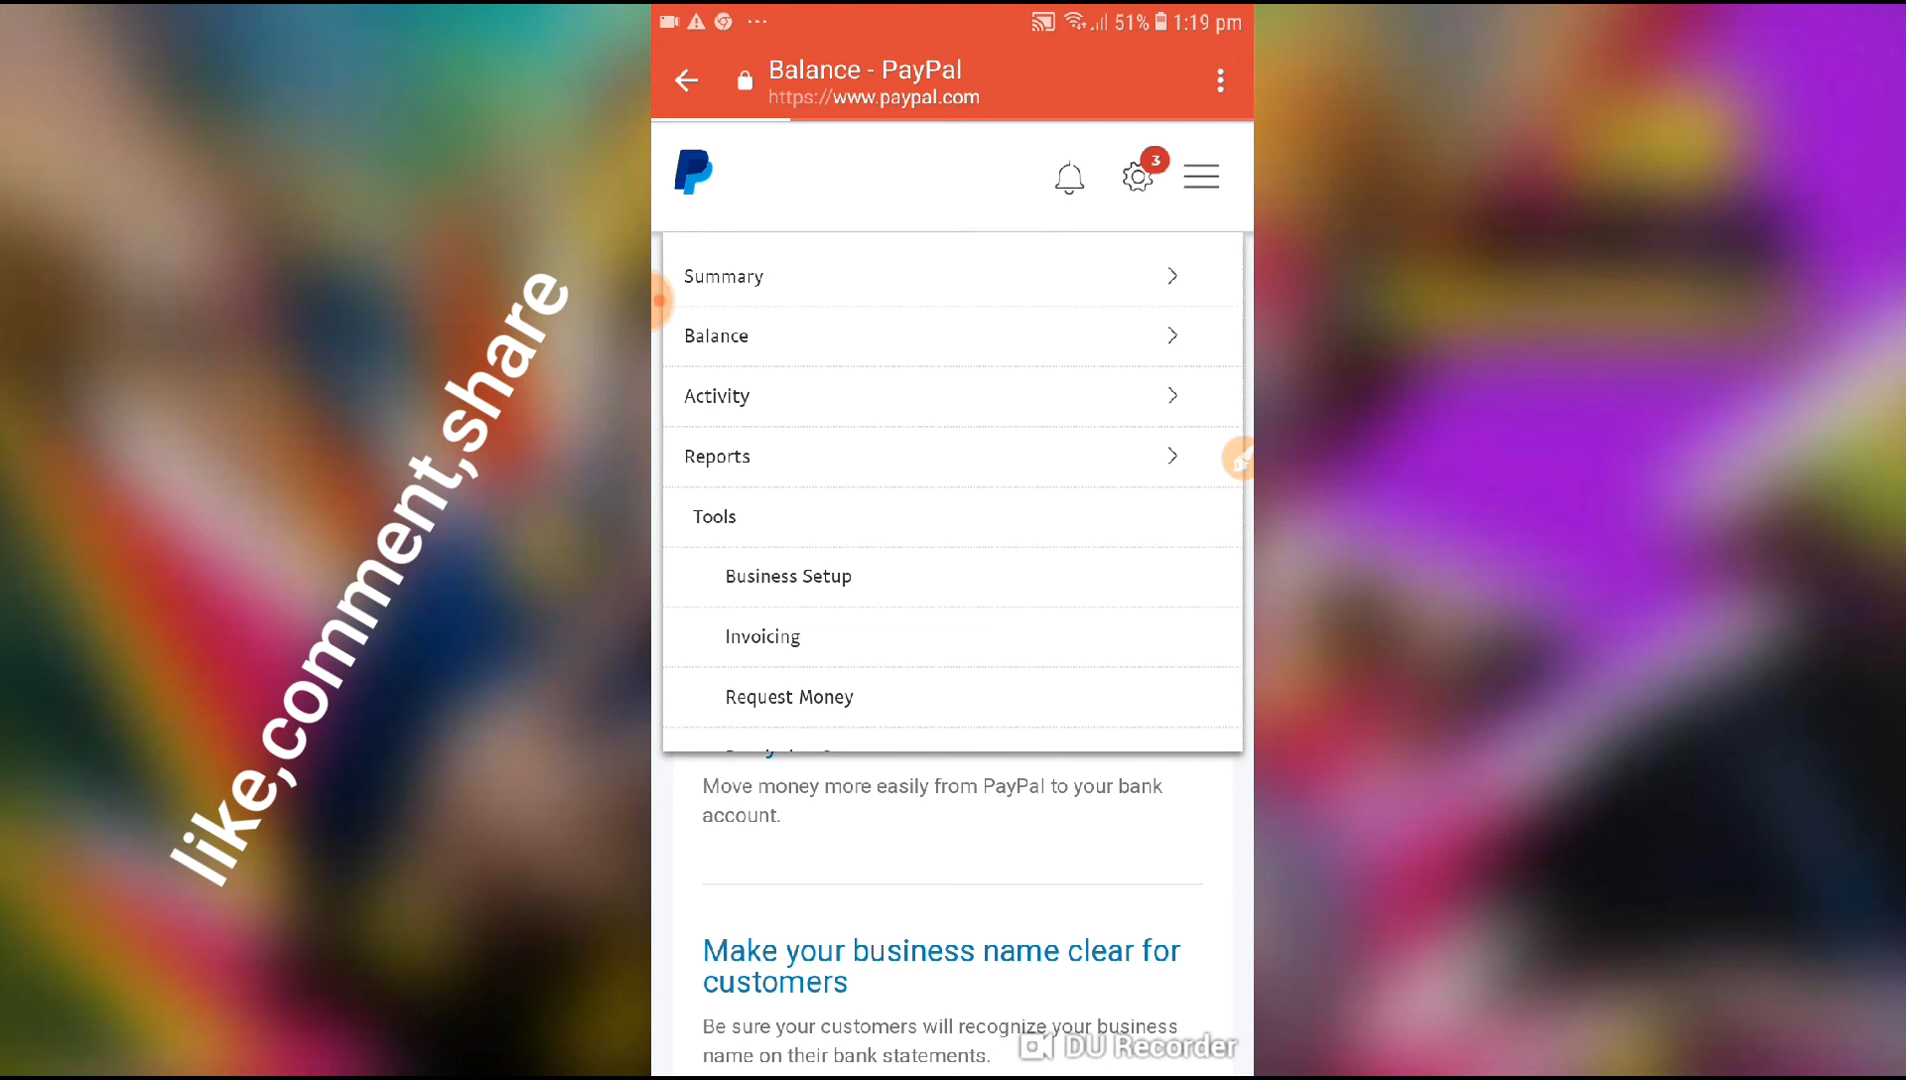 like,comment,share
51% 1:19 pm
Balance - PayPal
https://www.paypal.com
3
Summary
Balance
Activity
Reports
Tools
Business Setup
Invoicing
Request Money
Move money more easily from PayPal to your bank
account.
Make your business name clear for
customers
Be sure your customers will recognize your business
name on their bank statements.
DU Recorder